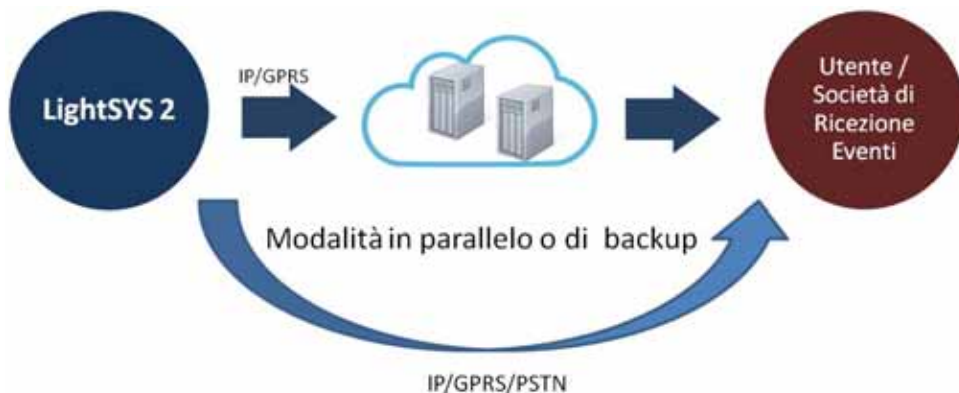 LightSYS 2
IP/GPRS
Utente /
Società di
Ricezione
Eventi
Modalità in parallelo o di backup
IP/GPRS/PSTN